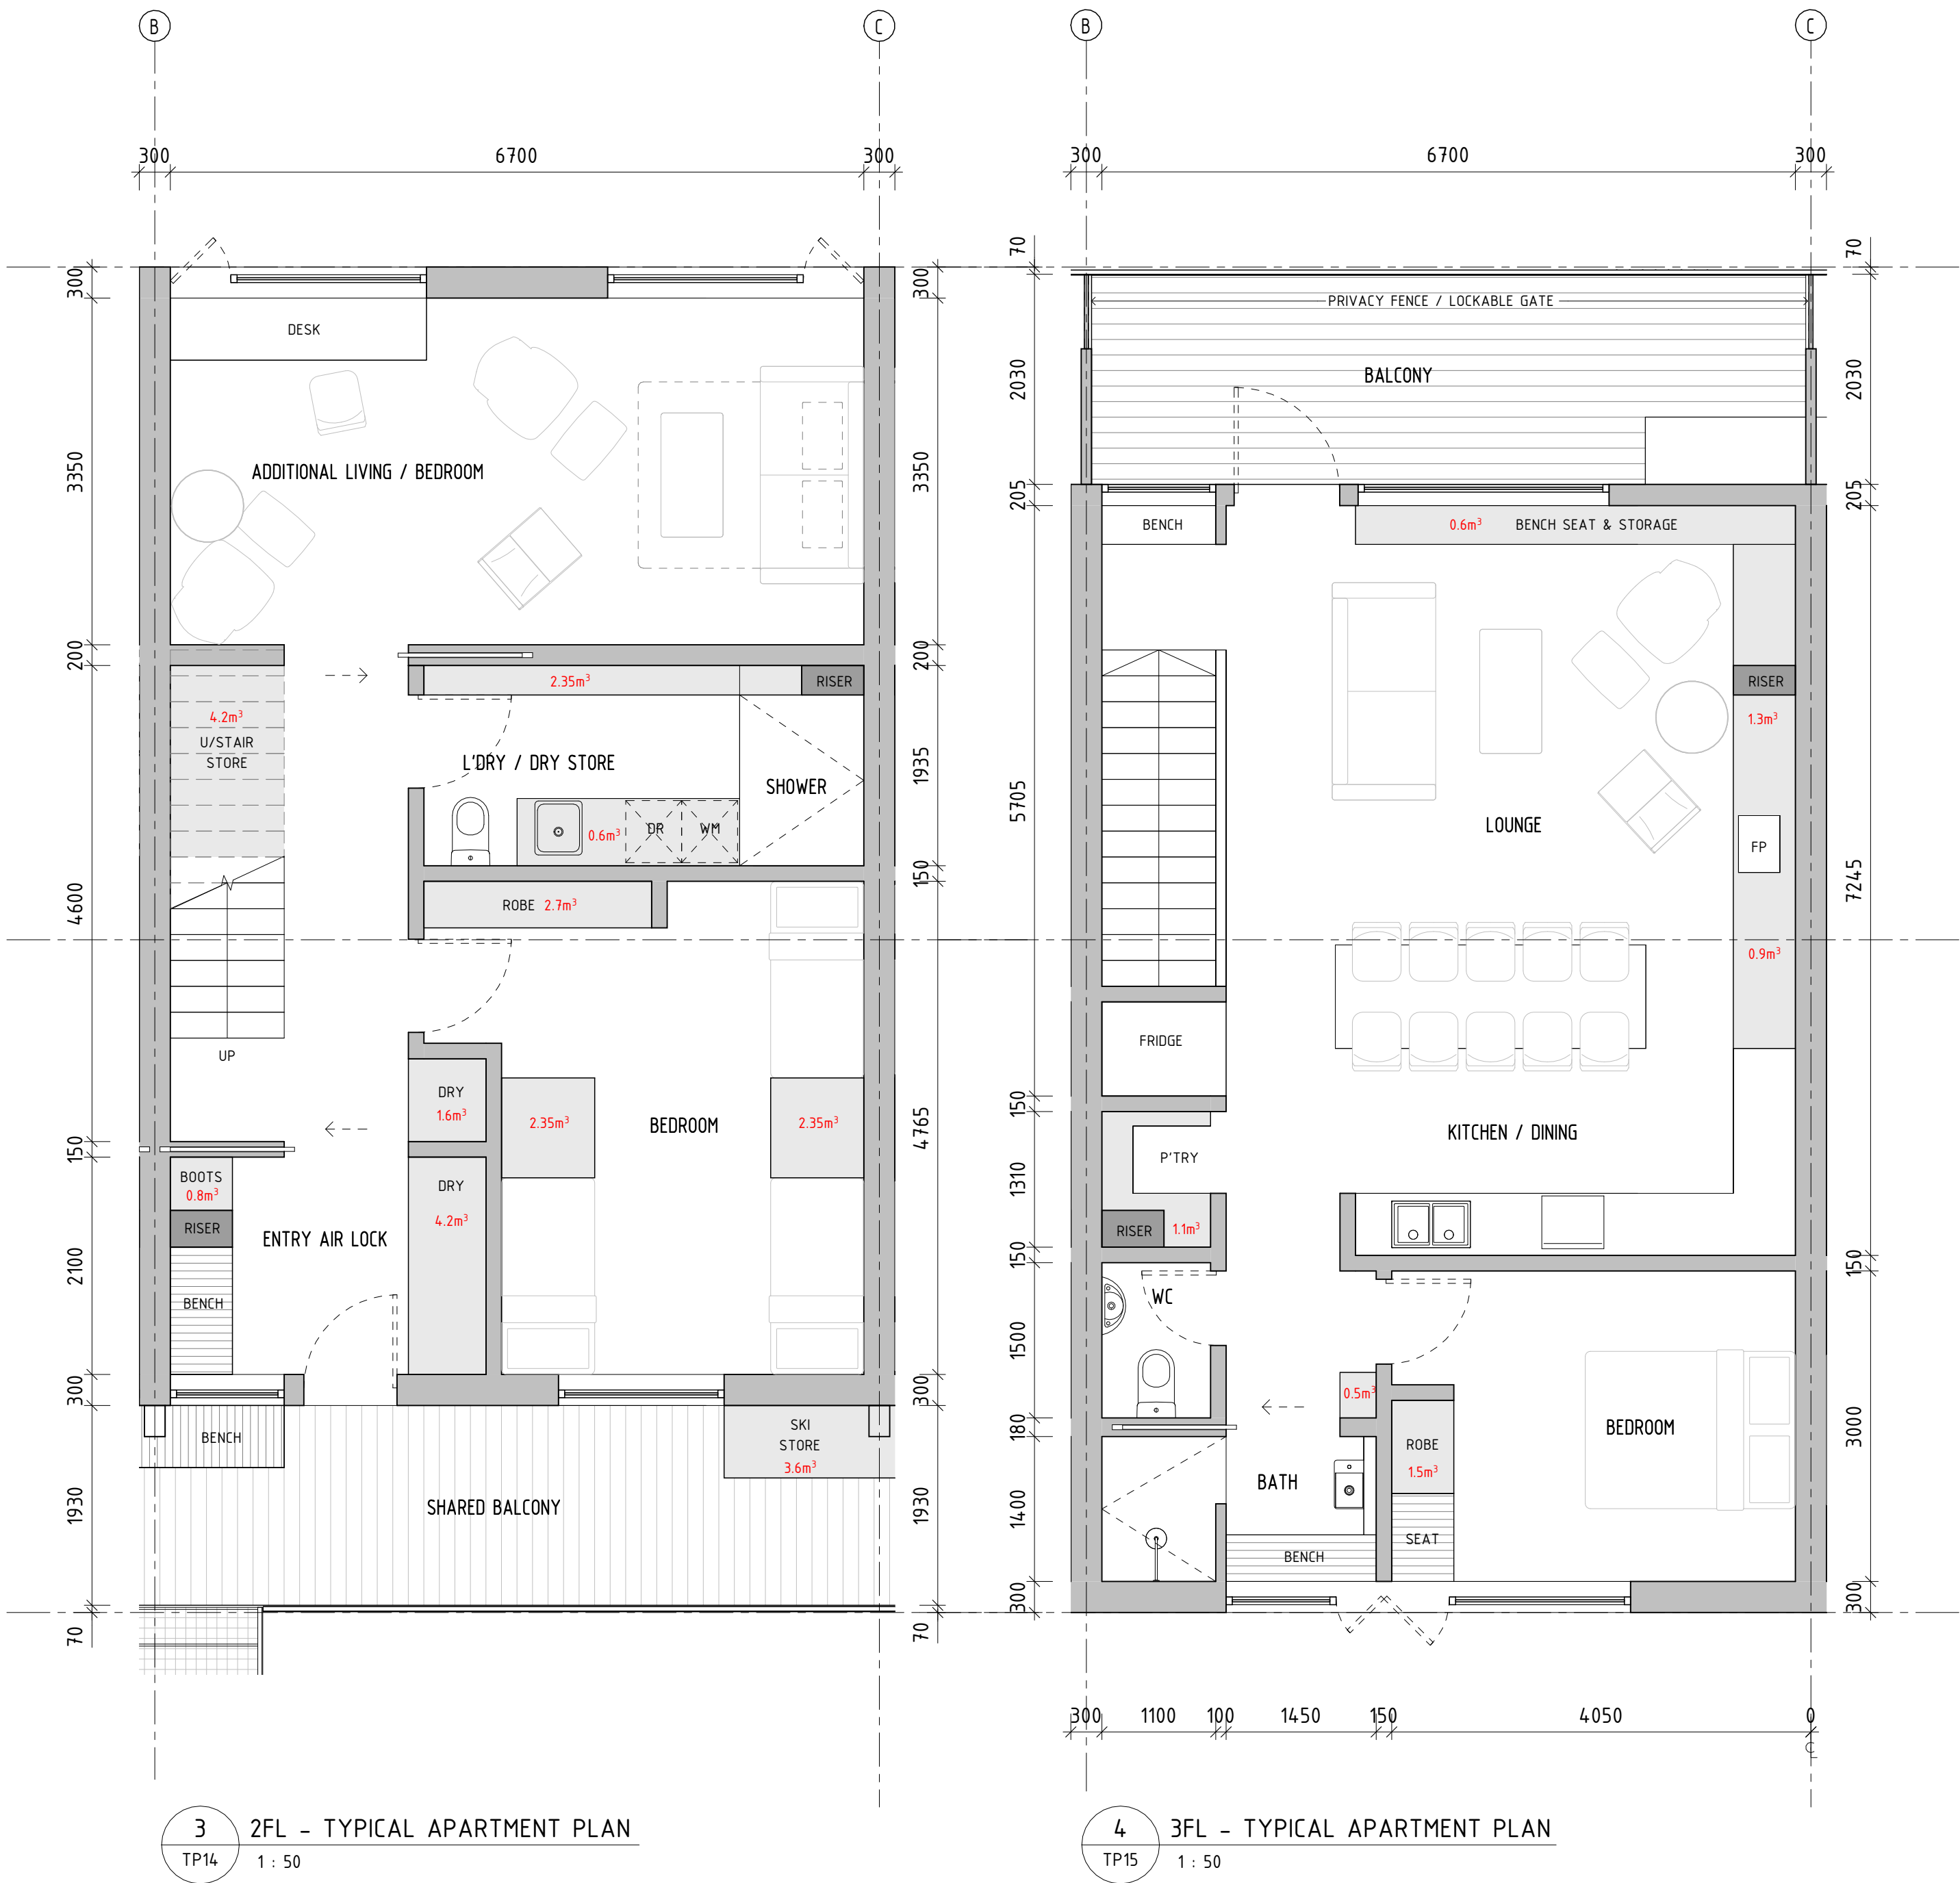 B
C
300
6700
300
300
3350
200
4600
150
2100
300
1930
70
DESK
ADDITIONAL LIVING / BEDROOM
2.35m³
RISER
4.2m³
U/STAIR
STORE
L'DRY / DRY STORE
SHOWER
0.6m³
DR
WM
ROBE 2.7m³
UP
DRY
1.6m³
2.35m³
BEDROOM
2.35m³
BOOTS
0.8m³
RISER
DRY
4.2m³
ENTRY AIR LOCK
BENCH
BENCH
SKI
STORE
3.6m³
SHARED BALCONY
300
3350
200
1935
150
4765
300
1930
70
3
TP14
2FL - TYPICAL APARTMENT PLAN
1 : 50
B
C
300
6700
300
70
2030
205
5705
150
1310
150
1500
180
1400
300
PRIVACY FENCE / LOCKABLE GATE
BALCONY
BENCH
0.6m³ BENCH SEAT & STORAGE
RISER
1.3m³
LOUNGE
FP
0.9m³
FRIDGE
KITCHEN / DINING
P'TRY
RISER
1.1m³
WC
0.5m³
ROBE
1.5m³
BEDROOM
BATH
SEAT
BENCH
70
2030
205
7245
150
3000
300
300
1100
100
1450
150
4050
0
CL
4
TP15
3FL - TYPICAL APARTMENT PLAN
1 : 50